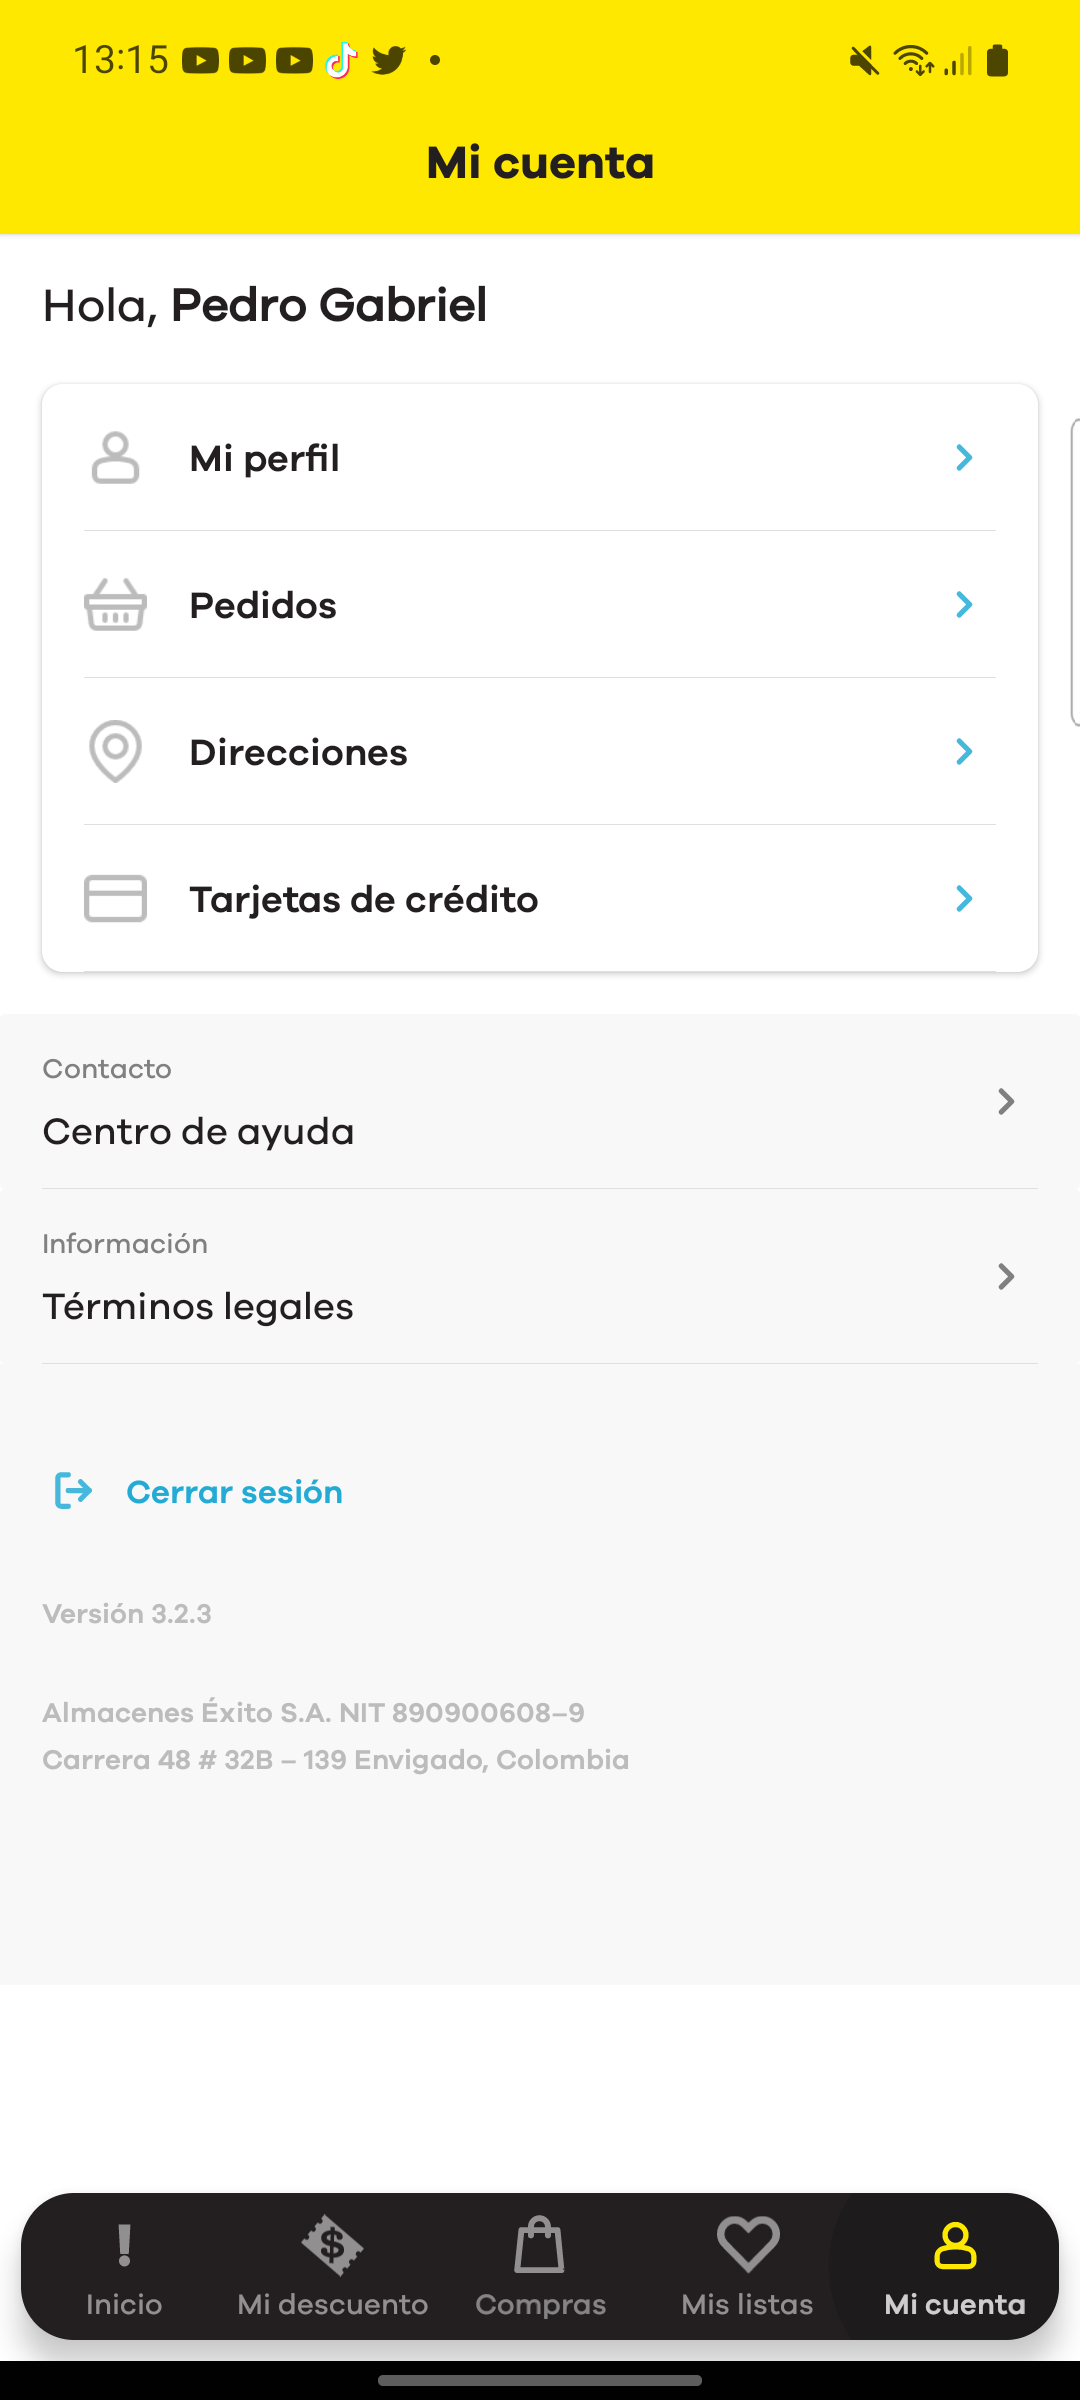 13:15
Mi cuenta
Hola, Pedro Gabriel
Mi perfil
Pedidos
Direcciones
Tarjetas de crédito
Contacto
Centro de ayuda
Información
Términos legales
Cerrar sesión
Versión 3.2.3
Almacenes Éxito S.A. NIT 890900608–9
Carrera 48 # 32B – 139 Envigado, Colombia
Inicio
Mi descuento
Compras
Mis listas
Mi cuenta